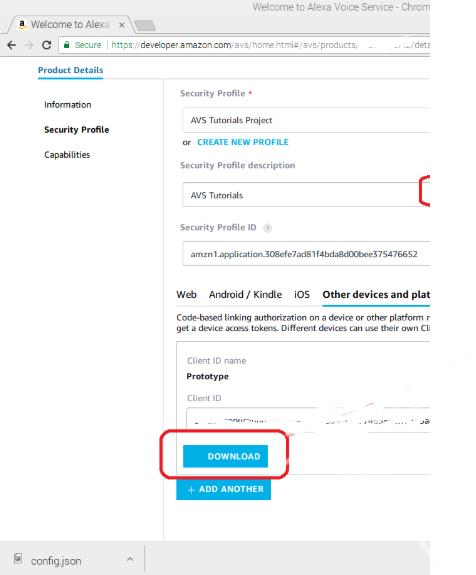 Welcome to Alexa Voice Service - Chrom
Welcome to Alexa
Secure | https://developer.amazon.com/avs/home.html#/avs/products/
Product Details
Information
Security Profile
Capabilities
Security Profile *
AVS Tutorials Project
or CREATE NEW PROFILE
Security Profile description
AVS Tutorials
Security Profile ID ?
amzn1.application.308efe7ad81f4bda8d00bee375476652
Web Android / Kindle iOS Other devices and plat
Code-based linking authorization on a device or other platform r
get a device access tokens. Different devices can use their own Cli
Client ID name
Prototype
Client ID
DOWNLOAD
+ ADD ANOTHER
config.json